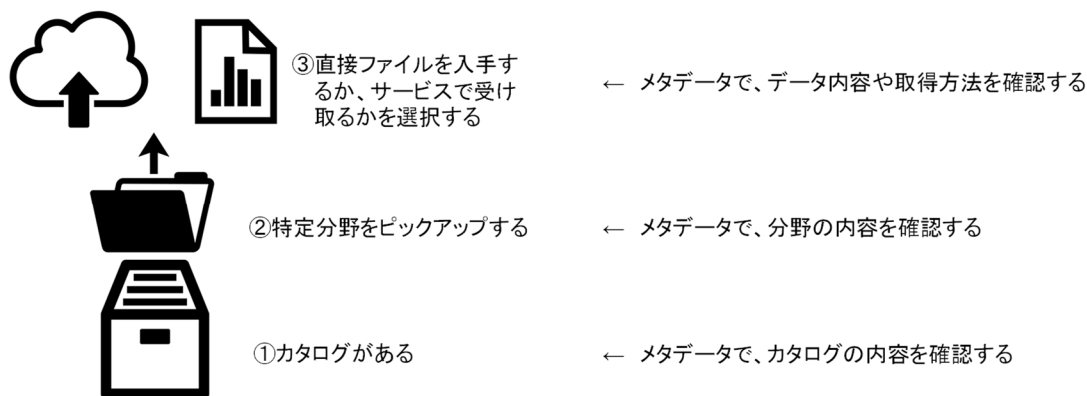 ③直接ファイルを入手す
るか、サービスで受け
取るかを選択する
← メタデータで、データ内容や取得方法を確認する
②特定分野をピックアップする
← メタデータで、分野の内容を確認する
①カタログがある
← メタデータで、カタログの内容を確認する